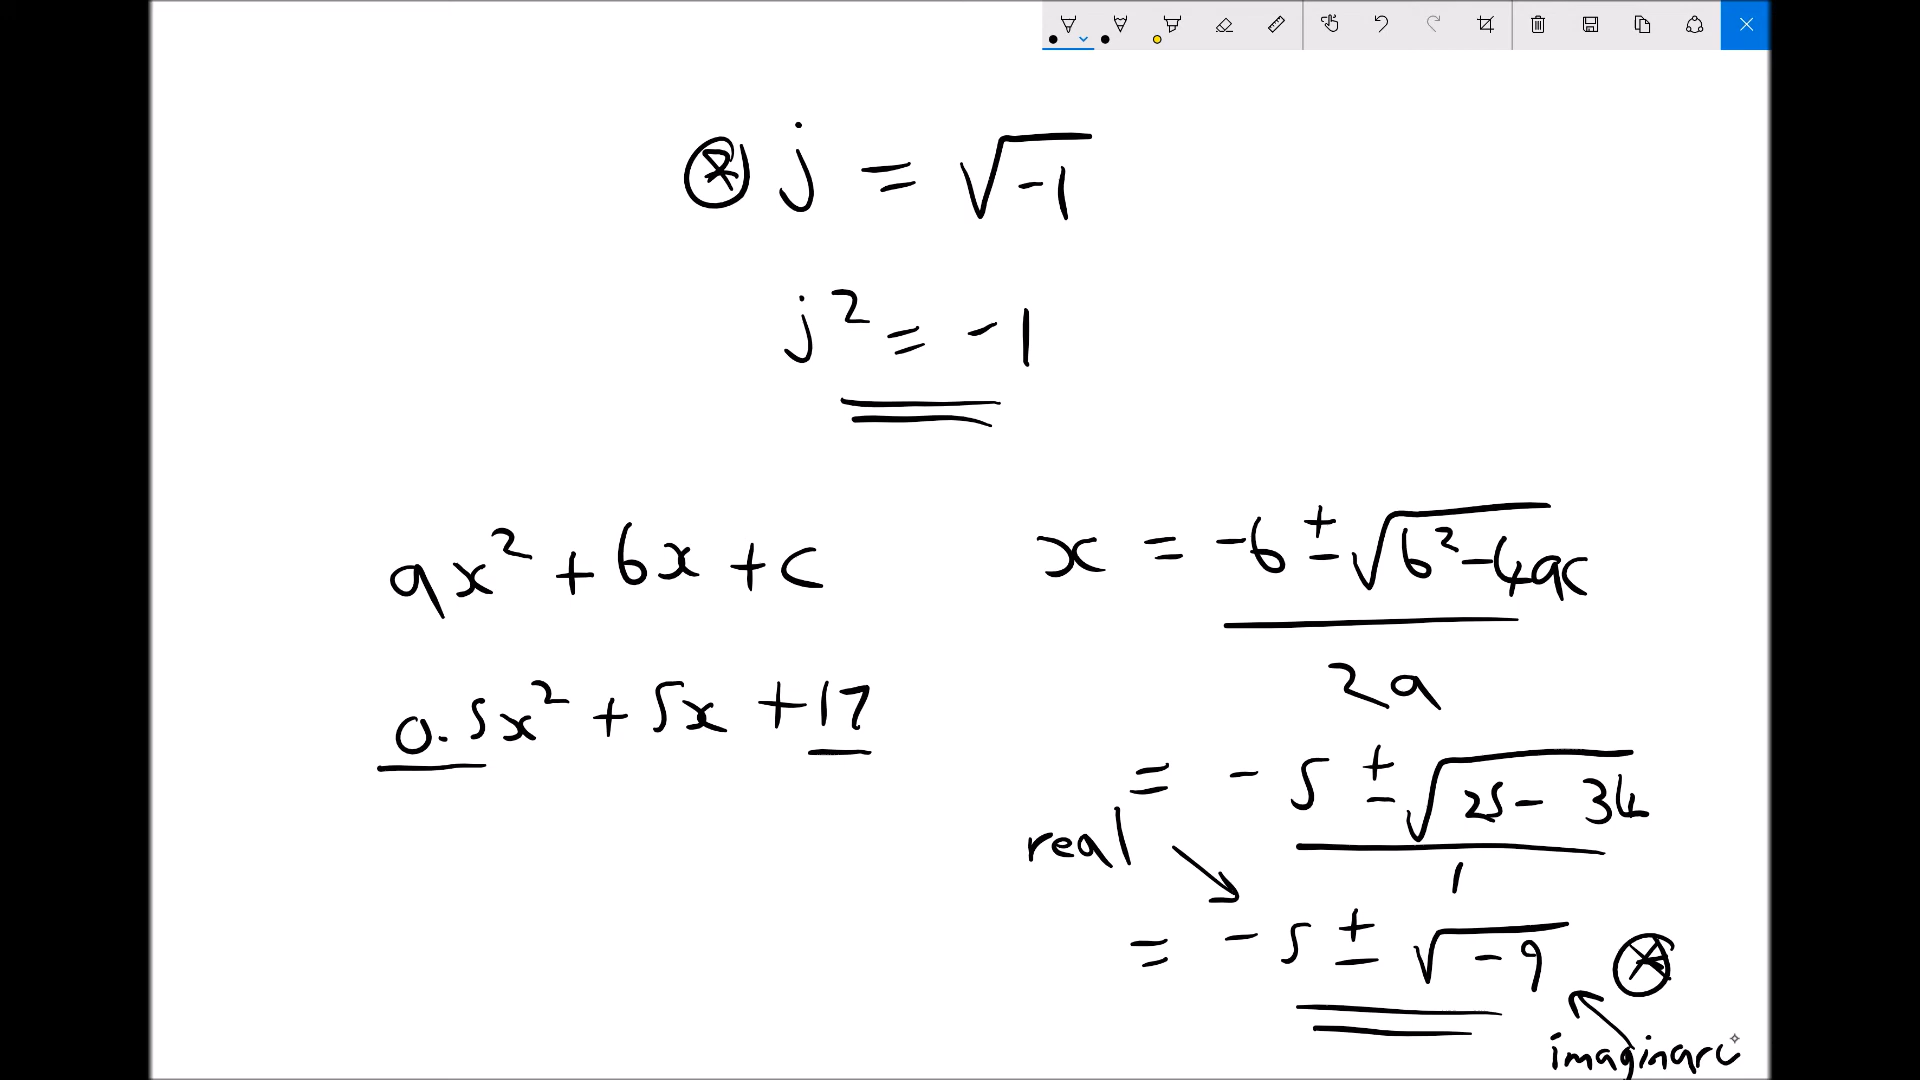 ⊛ j = √-1
j² = -1
ax² + bx + c
x = -b ± √b²-4ac
2a
0.5x² + 5x + 17
= -5 ± √25 - 34
1
real
= -5 ± √-9 ⊛
imaginar